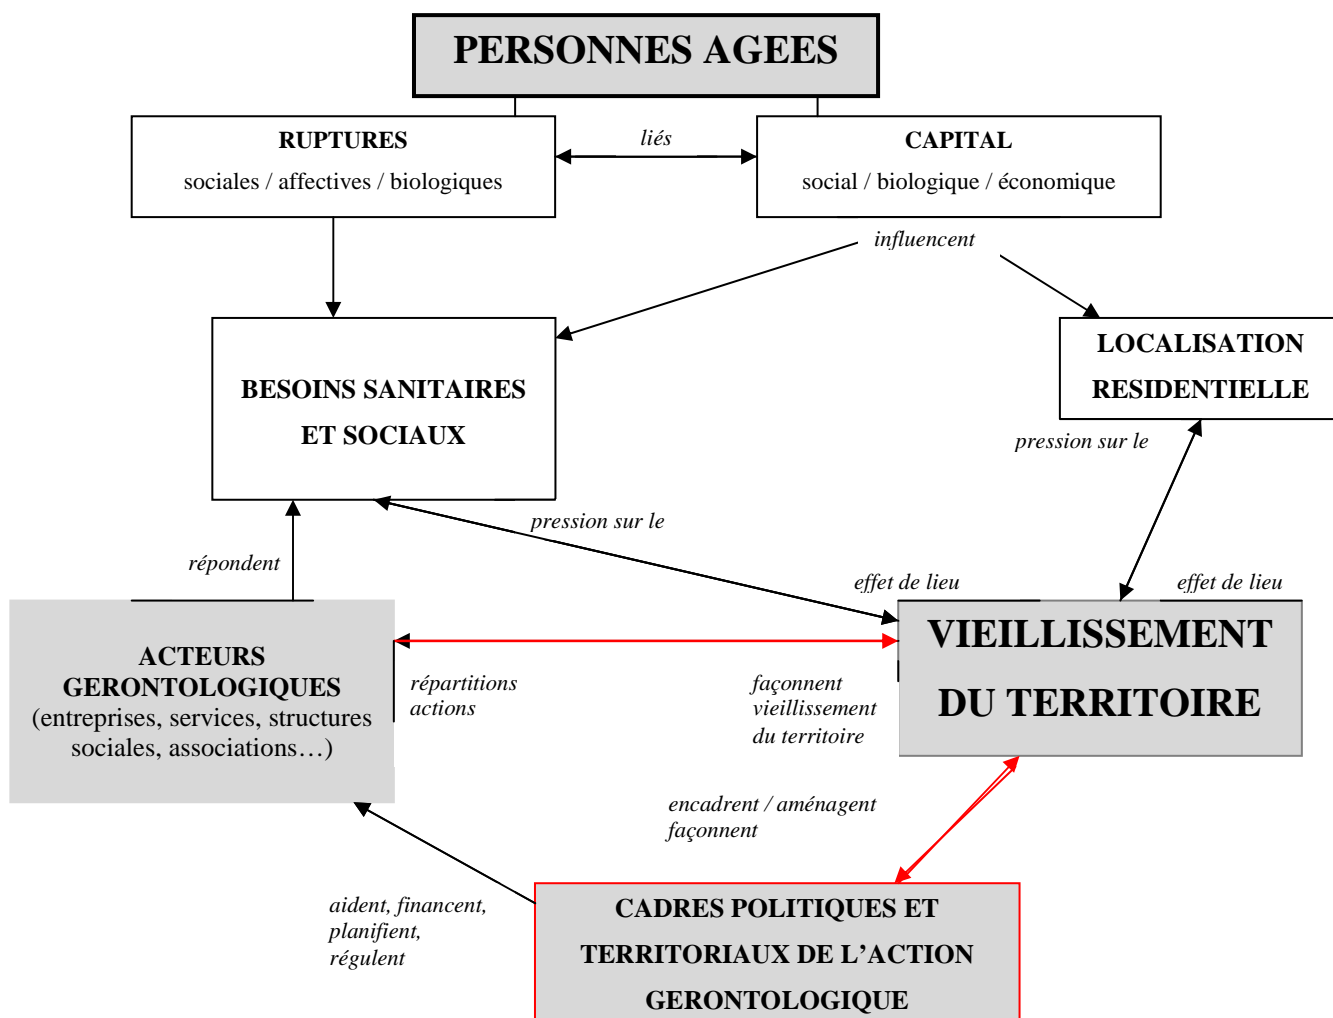 PERSONNES AGEES
RUPTURES
sociales / affectives / biologiques
liés
CAPITAL
social / biologique / économique
influencent
BESOINS SANITAIRES
ET SOCIAUX
LOCALISATION
RESIDENTIELLE
pression sur le
pression sur le
répondent
effet de lieu
effet de lieu
ACTEURS
GERONTOLOGIQUES
(entreprises, services, structures
sociales, associations…)
répartitions
actions
façonnent
vieillissement
du territoire
VIEILLISSEMENT
DU TERRITOIRE
encadrent / aménagent
façonnent
aident, financent,
planifient,
régulent
CADRES POLITIQUES ET
TERRITORIAUX DE L’ACTION
GERONTOLOGIQUE